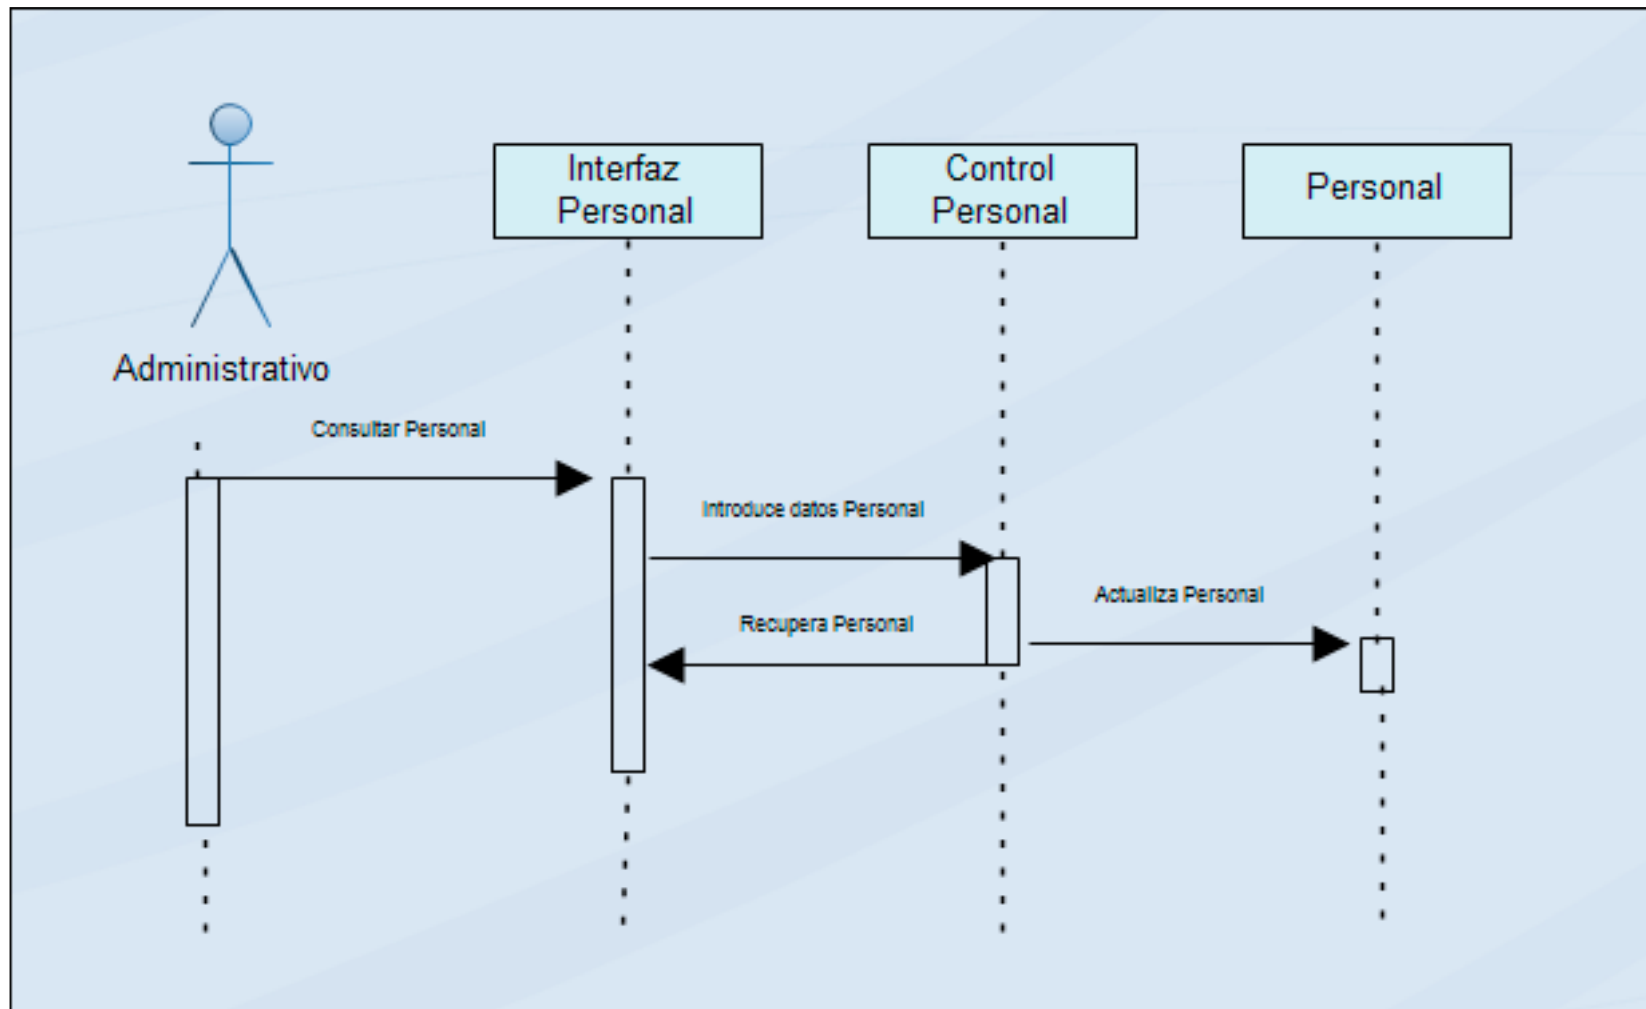 Interfaz
Personal
Control
Personal
Personal
Administrativo
Consultar Personal
Introduce datos Personal
Actualiza Personal
Recupera Personal